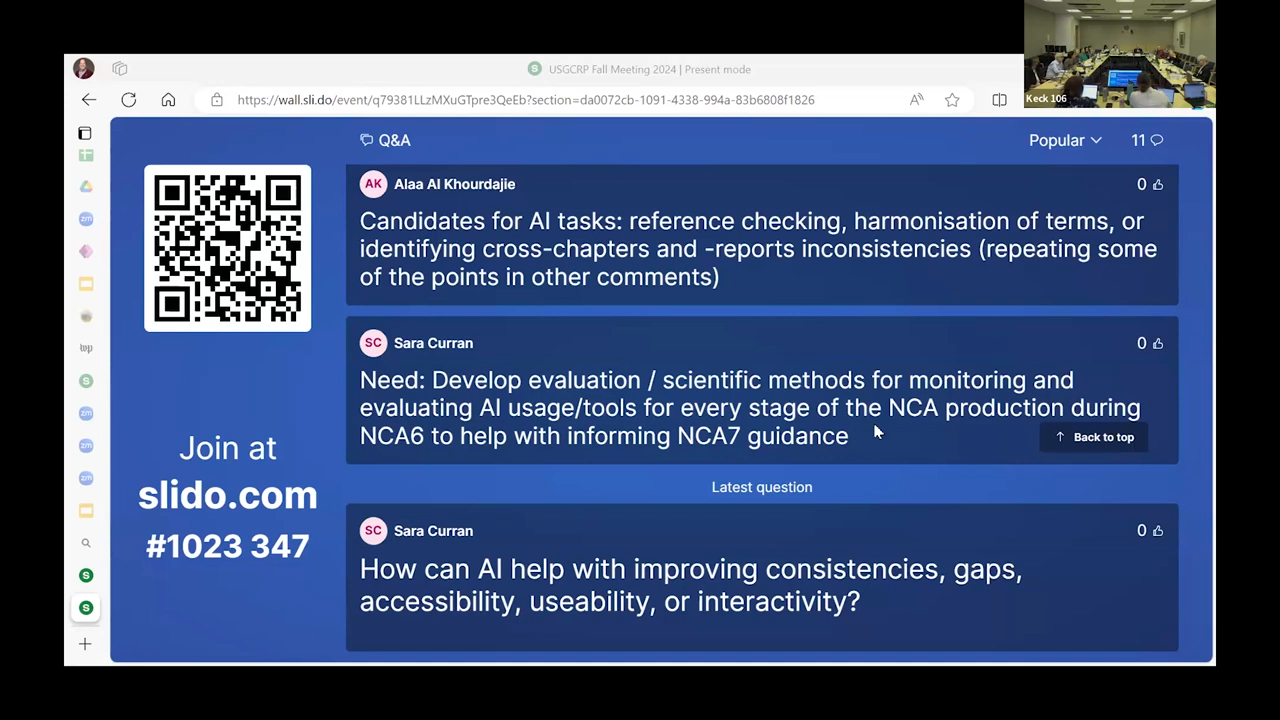 USGCRP Fall Meeting 2024 | Present mode
https://wall.sli.do/event/q79381LLzMXuGTpre3QeEb?section=da0072cb-1091-4338-994a-83b6808f1826
Keck 106
Q&A
Popular
11
AK
Alaa Al Khourdajie
0
Candidates for AI tasks: reference checking, harmonisation of terms, or
identifying cross-chapters and -reports inconsistencies (repeating some
of the points in other comments)
SC
Sara Curran
0
Need: Develop evaluation / scientific methods for monitoring and
evaluating AI usage/tools for every stage of the NCA production during
NCA6 to help with informing NCA7 guidance
Back to top
Latest question
SC
Sara Curran
0
How can AI help with improving consistencies, gaps,
accessibility, useability, or interactivity?
Join at
slido.com
#1023 347
zm
wp
S
zm
zm
zm
S
S